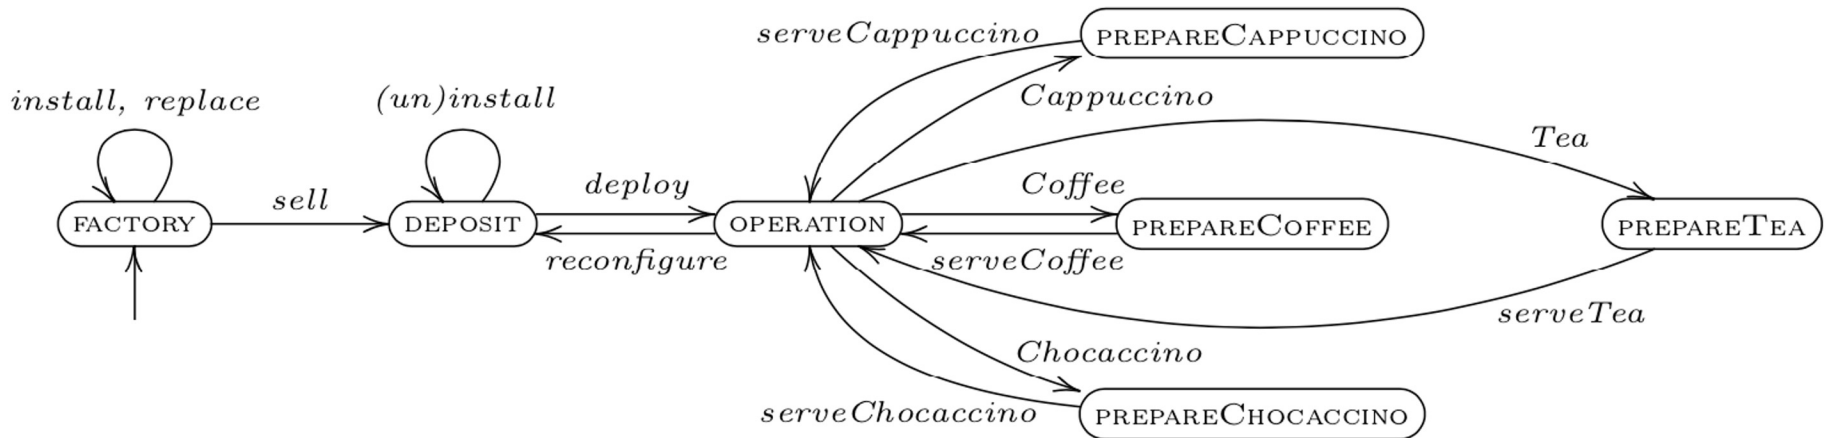 serveCappuccino
PREPARECAPPUCCINO
install, replace
(un)install
Cappuccino
Tea
sell
deploy
Coffee
FACTORY
DEPOSIT
OPERATION
PREPARECOFFEE
PREPARETEA
reconfigure
serveCoffee
serveTea
Chocaccino
serveChocaccino
PREPARECHOCACCINO